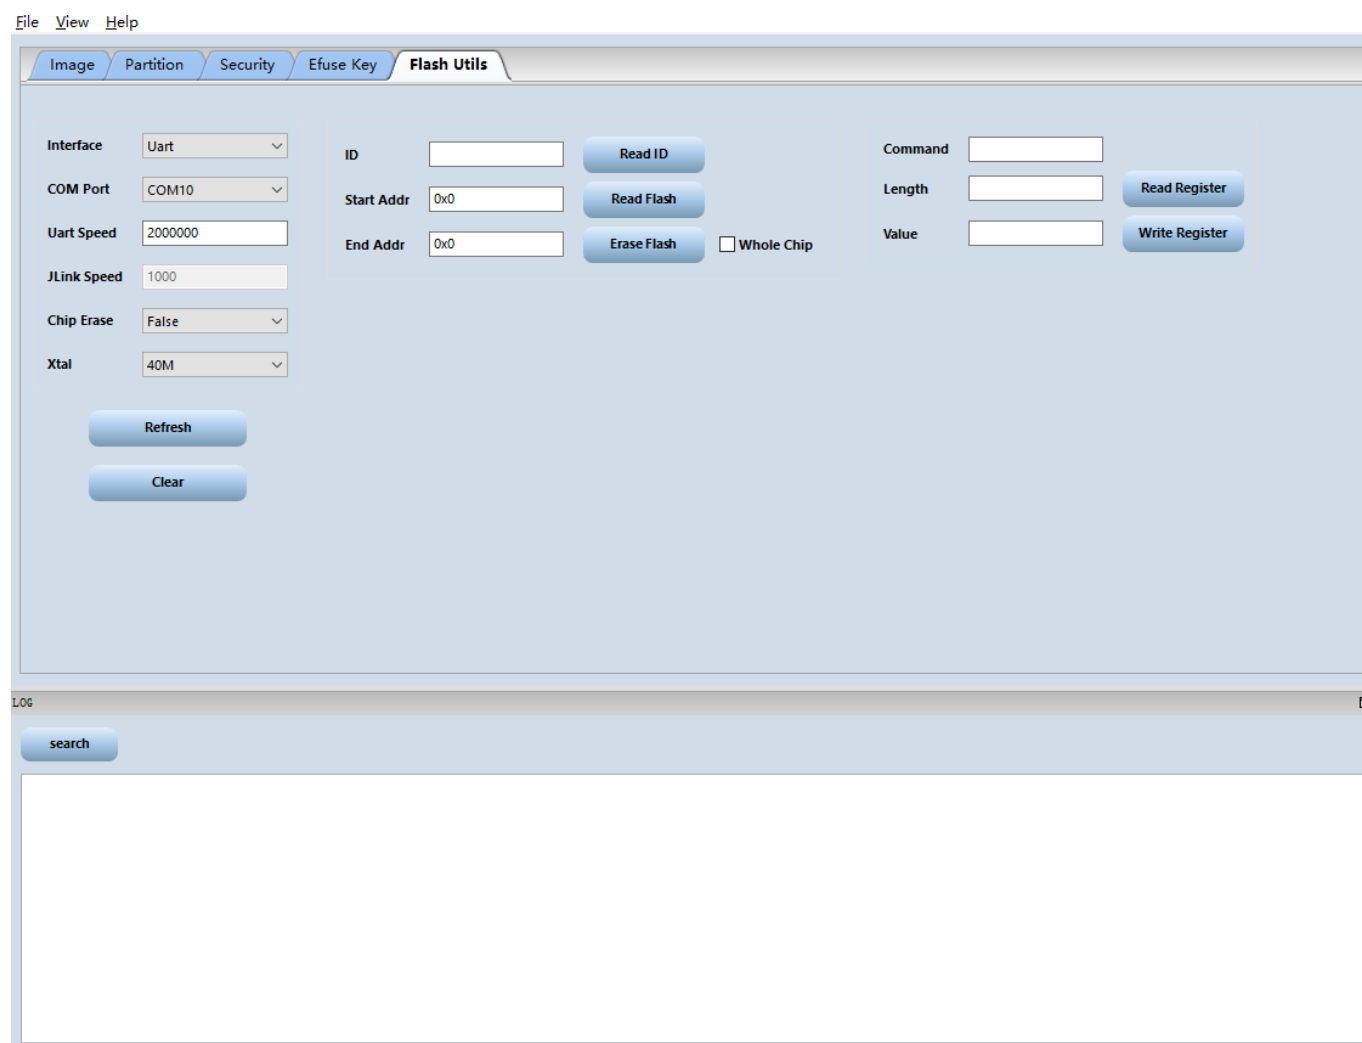 File View Help
Image Partition Security Efuse Key Flash Utils
Interface Uart
COM Port COM10
Uart Speed 2000000
JLink Speed 1000
Chip Erase False
Xtal 40M
Refresh
Clear
ID Read ID
Start Addr 0x0 Read Flash
End Addr 0x0 Erase Flash Whole Chip
Command
Length Read Register
Value Write Register
LOG
search